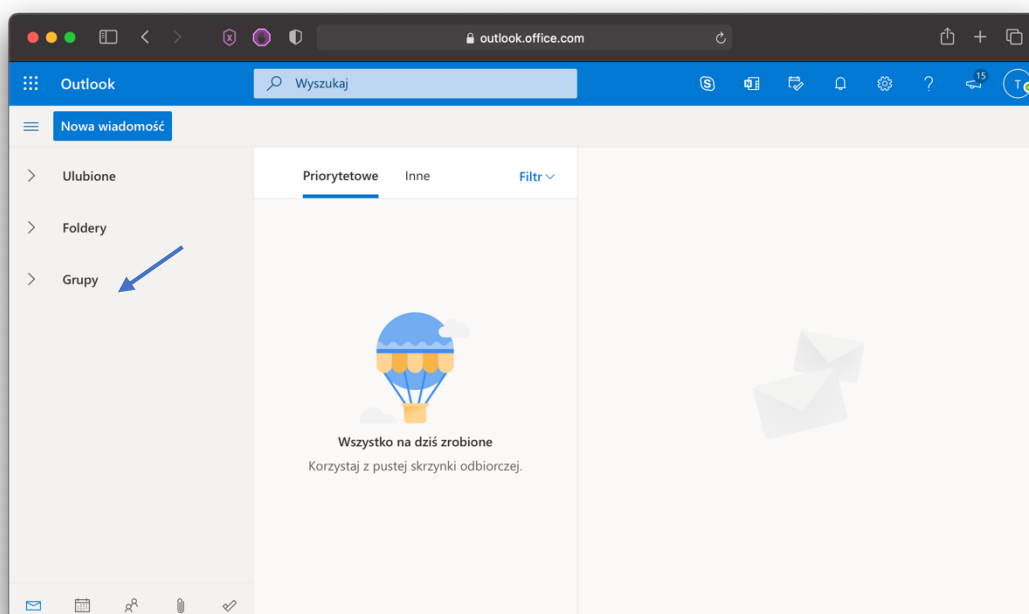 outlook.office.com
Outlook
Wyszukaj
15
T
Nowa wiadomość
Ulubione
Priorytetowe Inne Filtr
Foldery
Grupy
Wszystko na dziś zrobione
Korzystaj z pustej skrzynki odbiorczej.